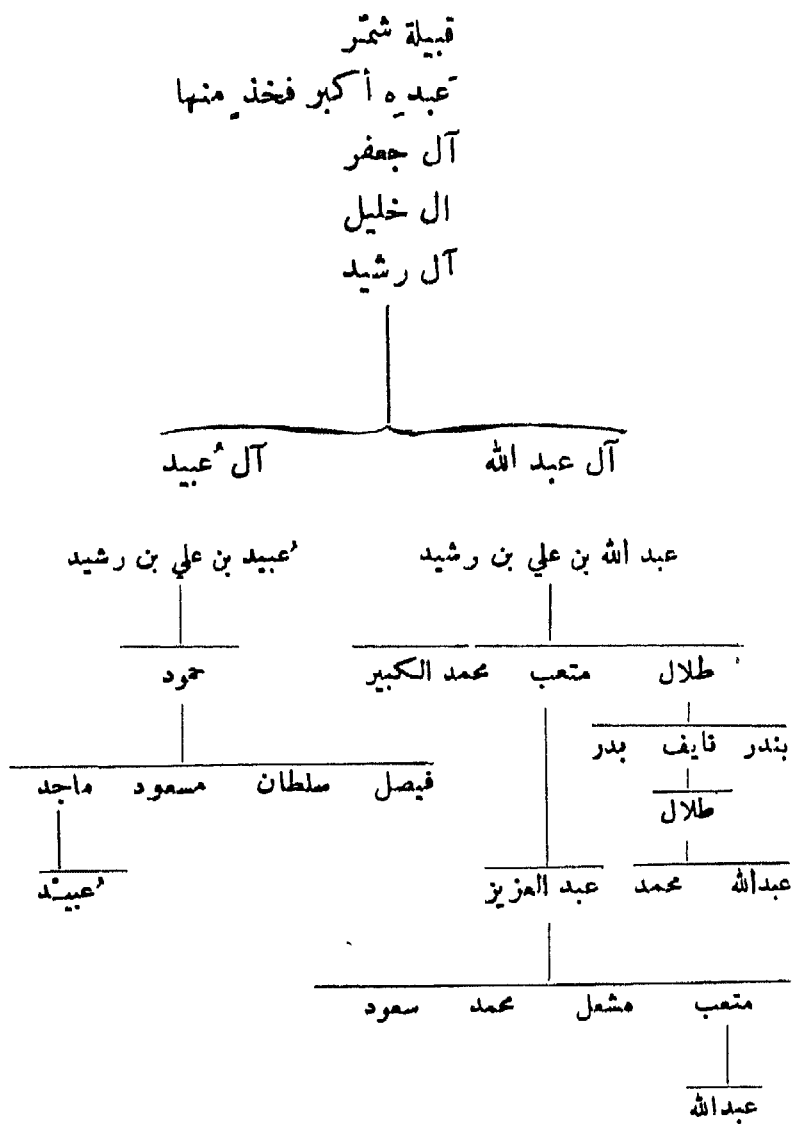 قبيلة شمّر
عَبدِه أكبر فخذٍ منها
آل جعفر
ال خليل
آل رشيد
آل عبد الله آل عُبيد
عبد الله بن علي بن رشيد عُبيد بن علي بن رشيد
طلال متعب محمد الكبير حمود
بندر نايف بدر
فيصل سلطان مسعود ماجد
طلال
عبدالله محمد عبد العزيز عُبيد
متعب مشعل محمد سعود
عبدالله